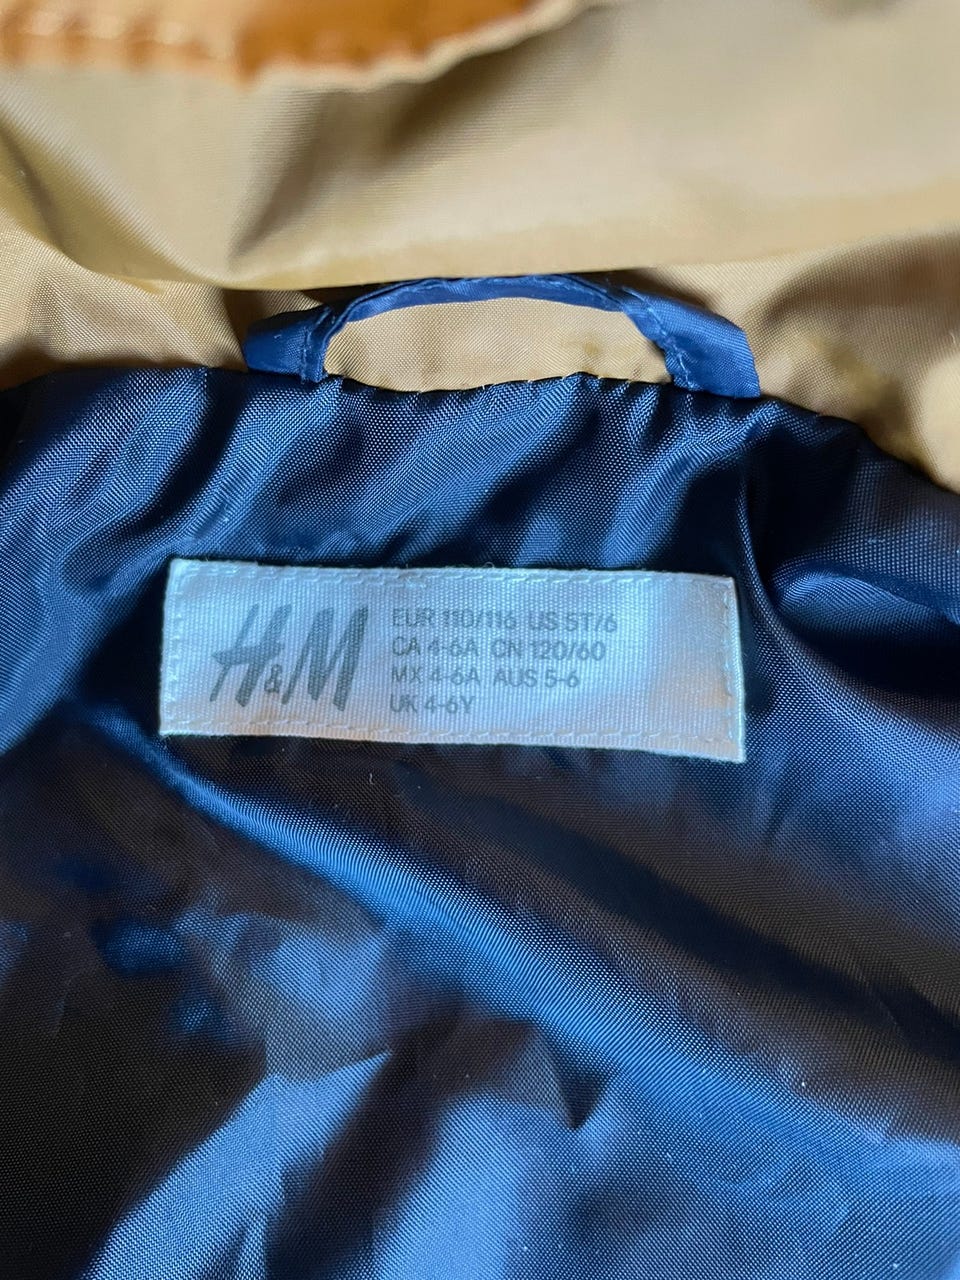 H&M
EUR 110/116 US 5T/6
CA 4-6A CN 120/60
MX 4-6A AUS 5-6
UK 4-6Y